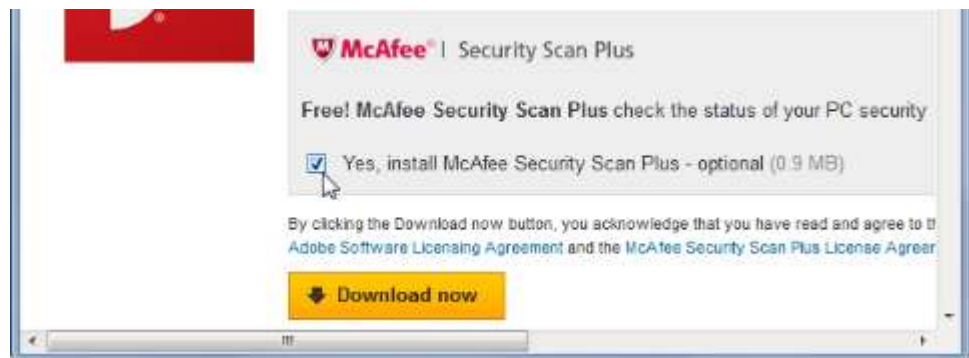 McAfee® | Security Scan Plus
Free! McAfee Security Scan Plus check the status of your PC security
Yes, install McAfee Security Scan Plus - optional (0.9 MB)
By clicking the Download now button, you acknowledge that you have read and agree to
Adobe Software Licensing Agreement and the McAfee Security Scan Plus License
Download now